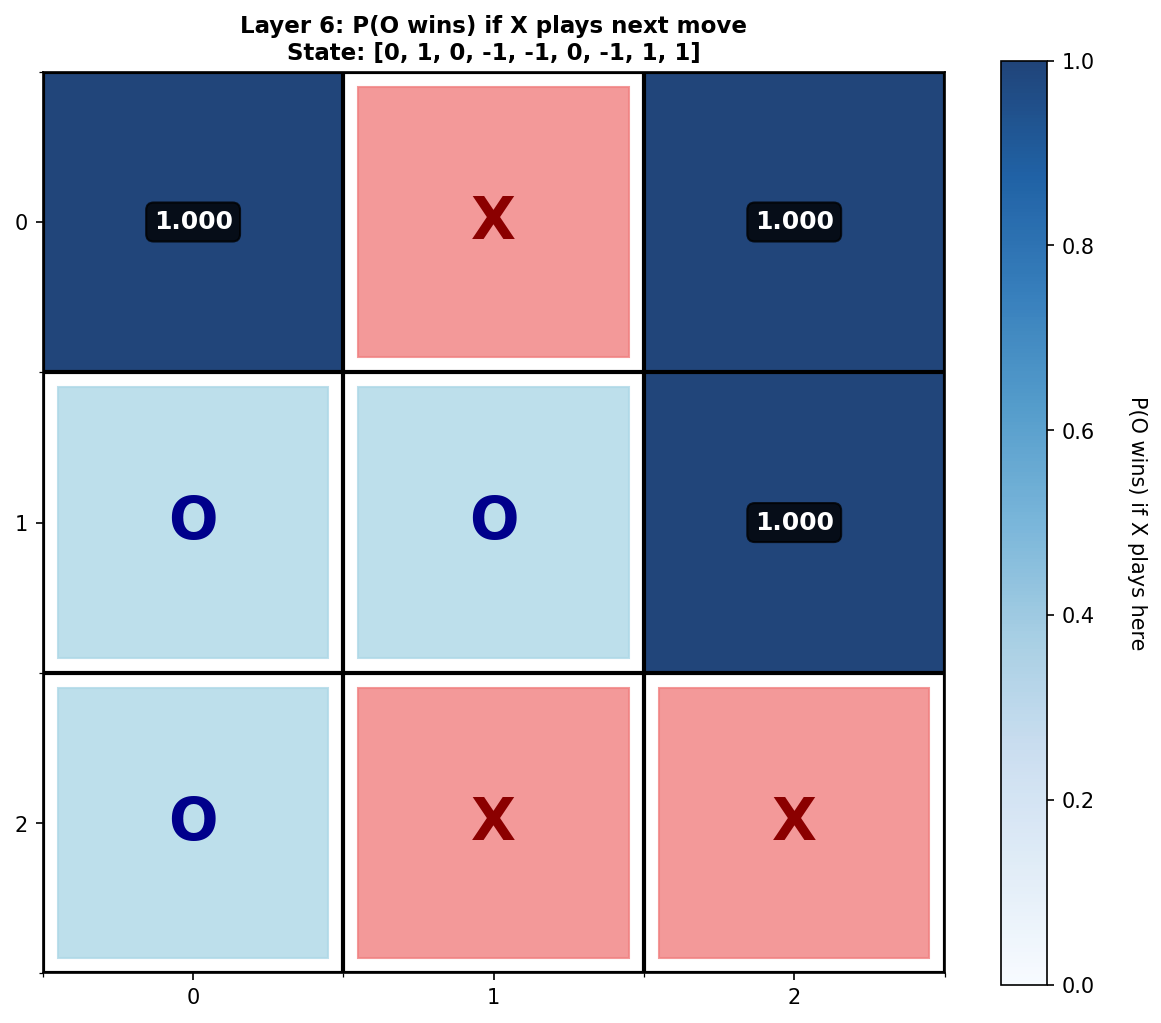 Layer 6: P(O wins) if X plays next move
State: [0, 1, 0, -1, -1, 0, -1, 1, 1]
1.000
X
1.000
O
O
1.000
O
X
X
0
1
2
0
1
2
1.0
0.8
0.6
0.4
0.2
0.0
P(O wins) if X plays here